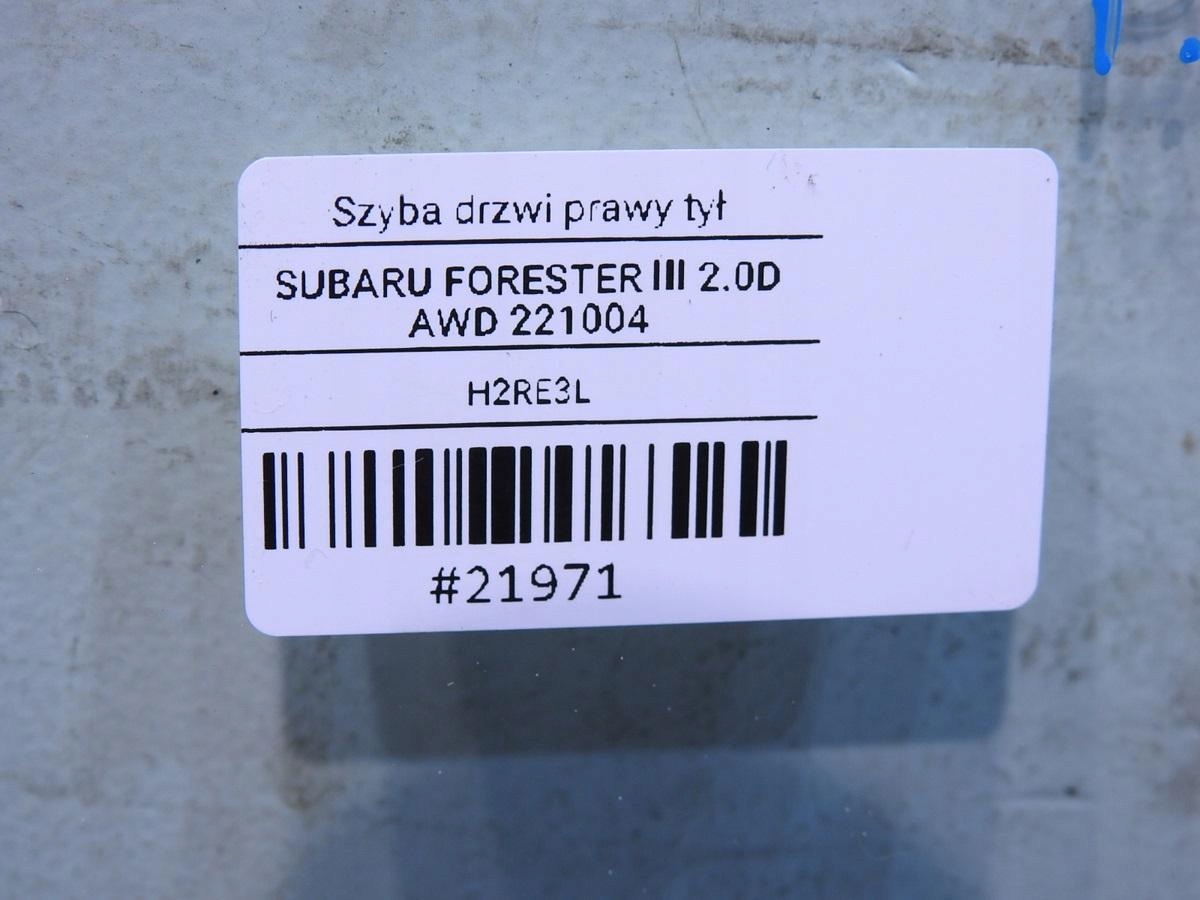 Szyba drzwi prawy tył
SUBARU FORESTER III 2.0D
AWD 221004
H2RE3L
#21971